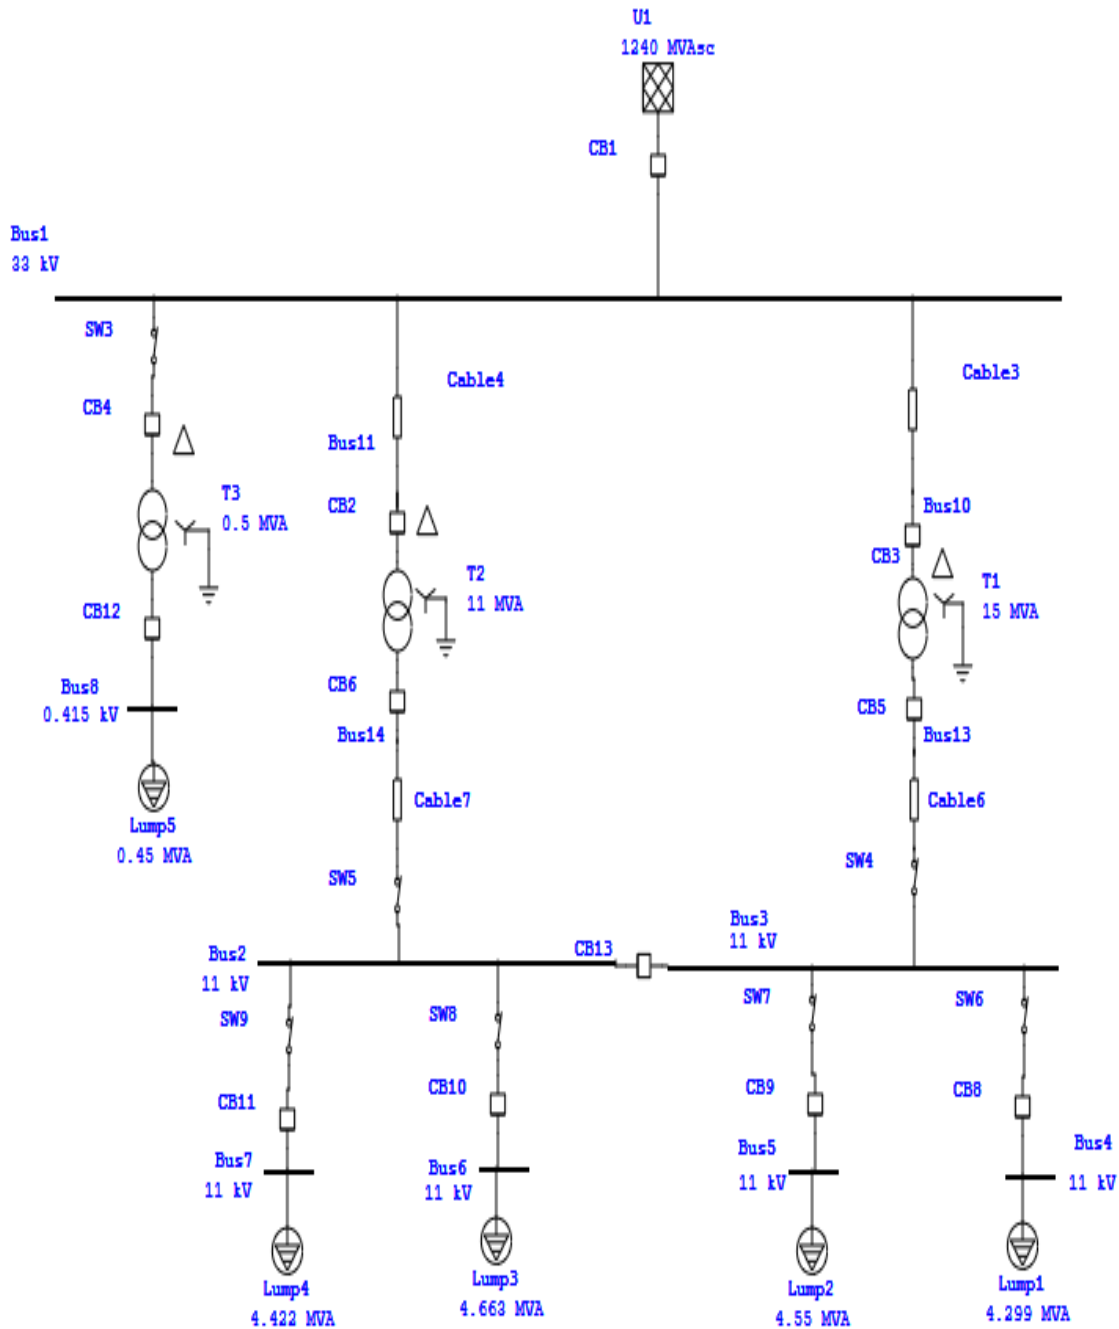 U1
1240 MVAsc
CB1
Bus1
33 kV
SW3
Cable4
Cable3
CB4
Bus11
T3
0.5 MVA
CB2
Bus10
CB3
T2
11 MVA
T1
15 MVA
CB12
Bus8
0.415 kV
CB6
Bus14
CB5
Bus13
Cable7
Cable6
Lump5
0.45 MVA
SW5
SW4
Bus2
11 kV
CB13
Bus3
11 kV
SW9
SW8
SW7
SW6
CB11
CB10
CB9
CB8
Bus7
11 kV
Bus6
11 kV
Bus5
11 kV
Bus4
11 kV
Lump4
4.422 MVA
Lump3
4.663 MVA
Lump2
4.55 MVA
Lump1
4.299 MVA